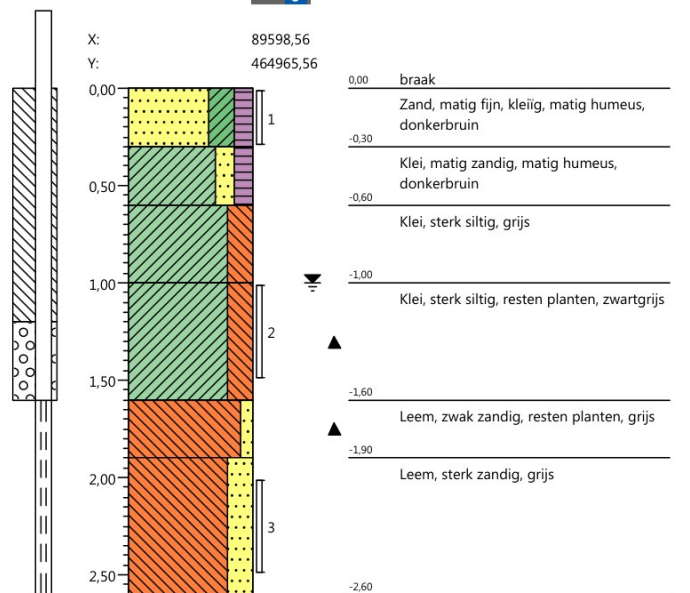 X: 89598,56
Y: 464965,56
0,00
0,00 braak
Zand, matig fijn, kleiïg, matig humeus,
donkerbruin
1
-0,30
Klei, matig zandig, matig humeus,
donkerbruin
0,50
-0,60
Klei, sterk siltig, grijs
1,00
-1,00
Klei, sterk siltig, resten planten, zwartgrijs
2
1,50
-1,60
Leem, zwak zandig, resten planten, grijs
-1,90
2,00
Leem, sterk zandig, grijs
3
2,50
-2,60